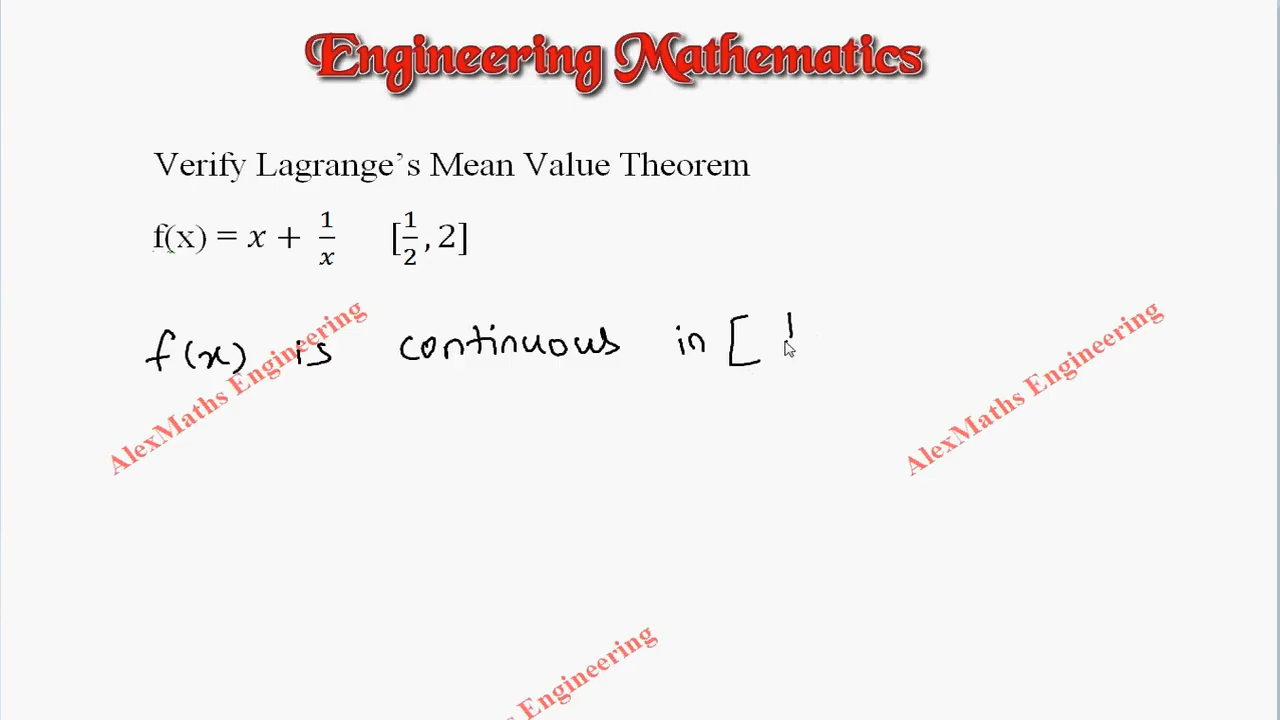 Engineering Mathematics
Verify Lagrange’s Mean Value Theorem
f(x) = x + 1/x [1/2, 2]
f(x) is continuous in [ 1
AlexMaths Engineering
AlexMaths Engineering
s Engineering